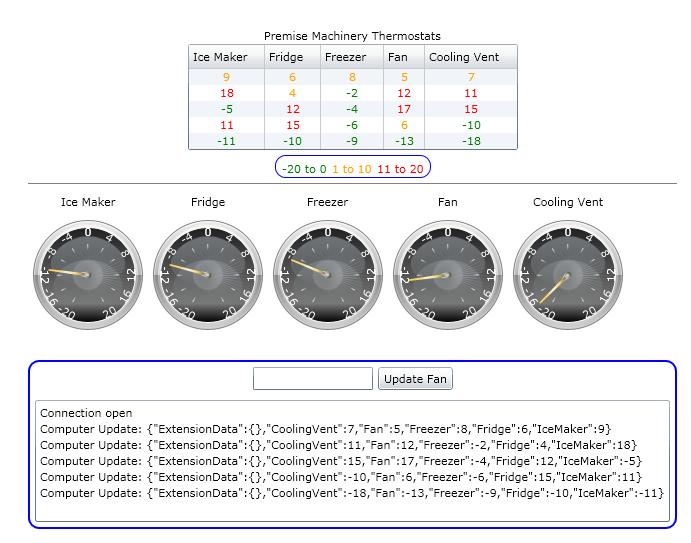 Premise Machinery Thermostats
Ice Maker Fridge Freezer Fan Cooling Vent
9 6 8 5 7
18 4 -2 12 11
-5 12 -4 17 15
11 15 -6 6 -10
-11 -10 -9 -13 -18
-20 to 0 1 to 10 11 to 20
Ice Maker Fridge Freezer Fan Cooling Vent
-20 -16 -12 -8 -4 0 4 8 12 16 20
-20 -16 -12 -8 -4 0 4 8 12 16 20
-20 -16 -12 -8 -4 0 4 8 12 16 20
-20 -16 -12 -8 -4 0 4 8 12 16 20
-20 -16 -12 -8 -4 0 4 8 12 16 20
Update Fan
Connection open
Computer Update: {"ExtensionData":{},"CoolingVent":7,"Fan":5,"Freezer":8,"Fridge":6,"IceMaker":9}
Computer Update: {"ExtensionData":{},"CoolingVent":11,"Fan":12,"Freezer":-2,"Fridge":4,"IceMaker":18}
Computer Update: {"ExtensionData":{},"CoolingVent":15,"Fan":17,"Freezer":-4,"Fridge":12,"IceMaker":-5}
Computer Update: {"ExtensionData":{},"CoolingVent":-10,"Fan":6,"Freezer":-6,"Fridge":15,"IceMaker":11}
Computer Update: {"ExtensionData":{},"CoolingVent":-18,"Fan":-13,"Freezer":-9,"Fridge":-10,"IceMaker":-11}